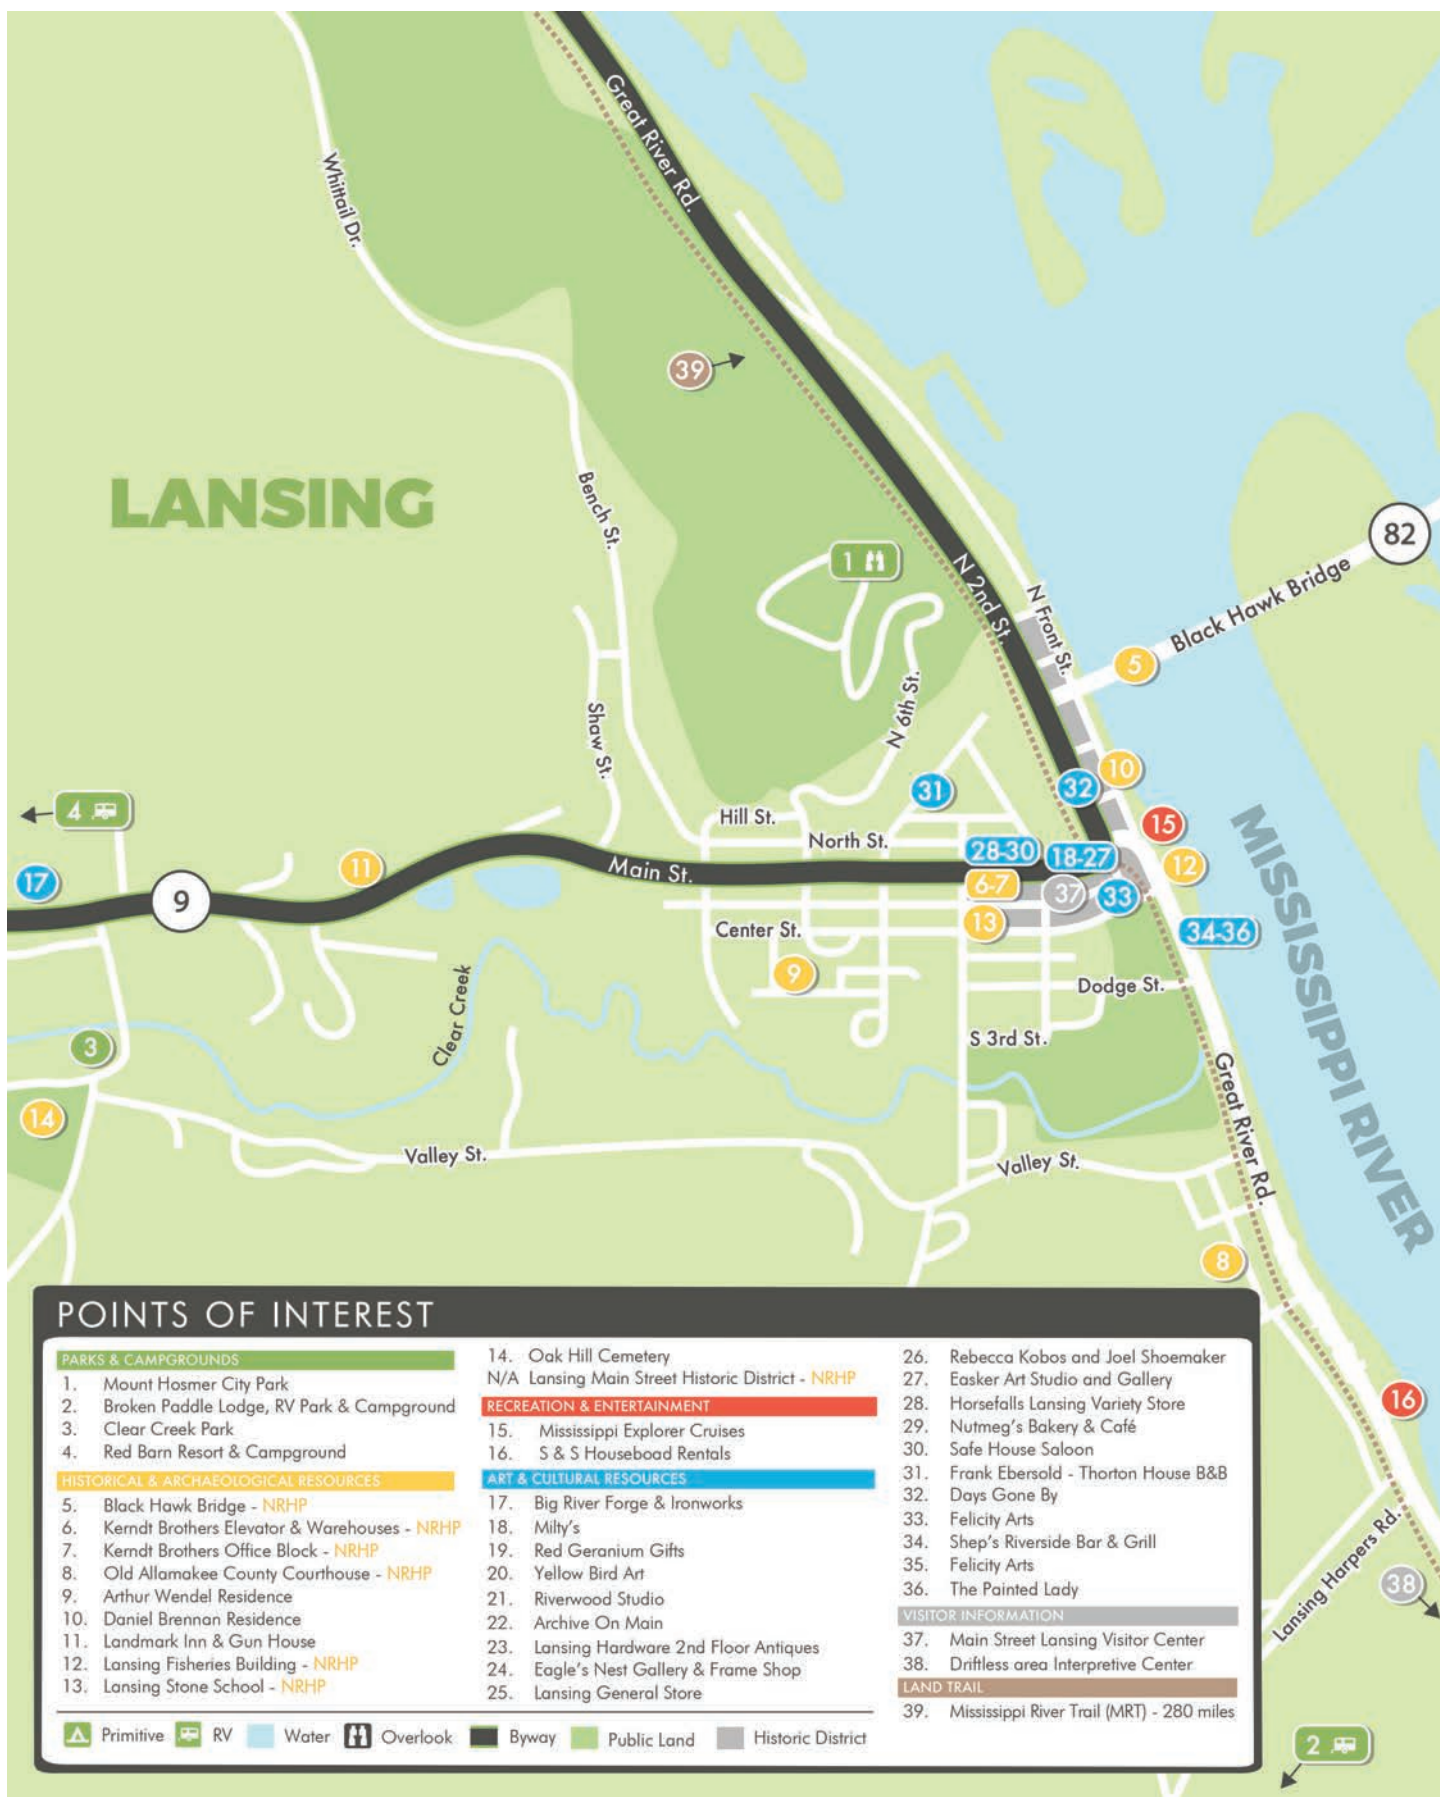 Great River Rd.
Whittail Dr.
39
LANSING
Bench St.
1
82
N 2nd St.
N Front St.
Black Hawk Bridge
5
N 6th St.
Shaw St.
10
32
31
4
Hill St.
15
North St.
MISSISSIPPI RIVER
28-30
18-27
11
Main St.
12
17
9
6-7
37
33
13
Center St.
34-36
9
Dodge St.
Clear Creek
S 3rd St.
3
Great River Rd.
14
Valley St.
Valley St.
8
16
Lansing Harpers Rd.
38
2
POINTS OF INTEREST
PARKS & CAMPGROUNDS
1. Mount Hosmer City Park
2. Broken Paddle Lodge, RV Park & Campground
3. Clear Creek Park
4. Red Barn Resort & Campground
HISTORICAL & ARCHAEOLOGICAL RESOURCES
5. Black Hawk Bridge - NRHP
6. Kerndt Brothers Elevator & Warehouses - NRHP
7. Kerndt Brothers Office Block - NRHP
8. Old Allamakee County Courthouse - NRHP
9. Arthur Wendel Residence
10. Daniel Brennan Residence
11. Landmark Inn & Gun House
12. Lansing Fisheries Building - NRHP
13. Lansing Stone School - NRHP
14. Oak Hill Cemetery
N/A Lansing Main Street Historic District - NRHP
RECREATION & ENTERTAINMENT
15. Mississippi Explorer Cruises
16. S & S Houseboad Rentals
ART & CULTURAL RESOURCES
17. Big River Forge & Ironworks
18. Milty's
19. Red Geranium Gifts
20. Yellow Bird Art
21. Riverwood Studio
22. Archive On Main
23. Lansing Hardware 2nd Floor Antiques
24. Eagle's Nest Gallery & Frame Shop
25. Lansing General Store
26. Rebecca Kobos and Joel Shoemaker
27. Easker Art Studio and Gallery
28. Horsefalls Lansing Variety Store
29. Nutmeg's Bakery & Café
30. Safe House Saloon
31. Frank Ebersold - Thorton House B&B
32. Days Gone By
33. Felicity Arts
34. Shep's Riverside Bar & Grill
35. Felicity Arts
36. The Painted Lady
VISITOR INFORMATION
37. Main Street Lansing Visitor Center
38. Driftless area Interpretive Center
LAND TRAIL
39. Mississippi River Trail (MRT) - 280 miles
Primitive RV Water Overlook Byway Public Land Historic District